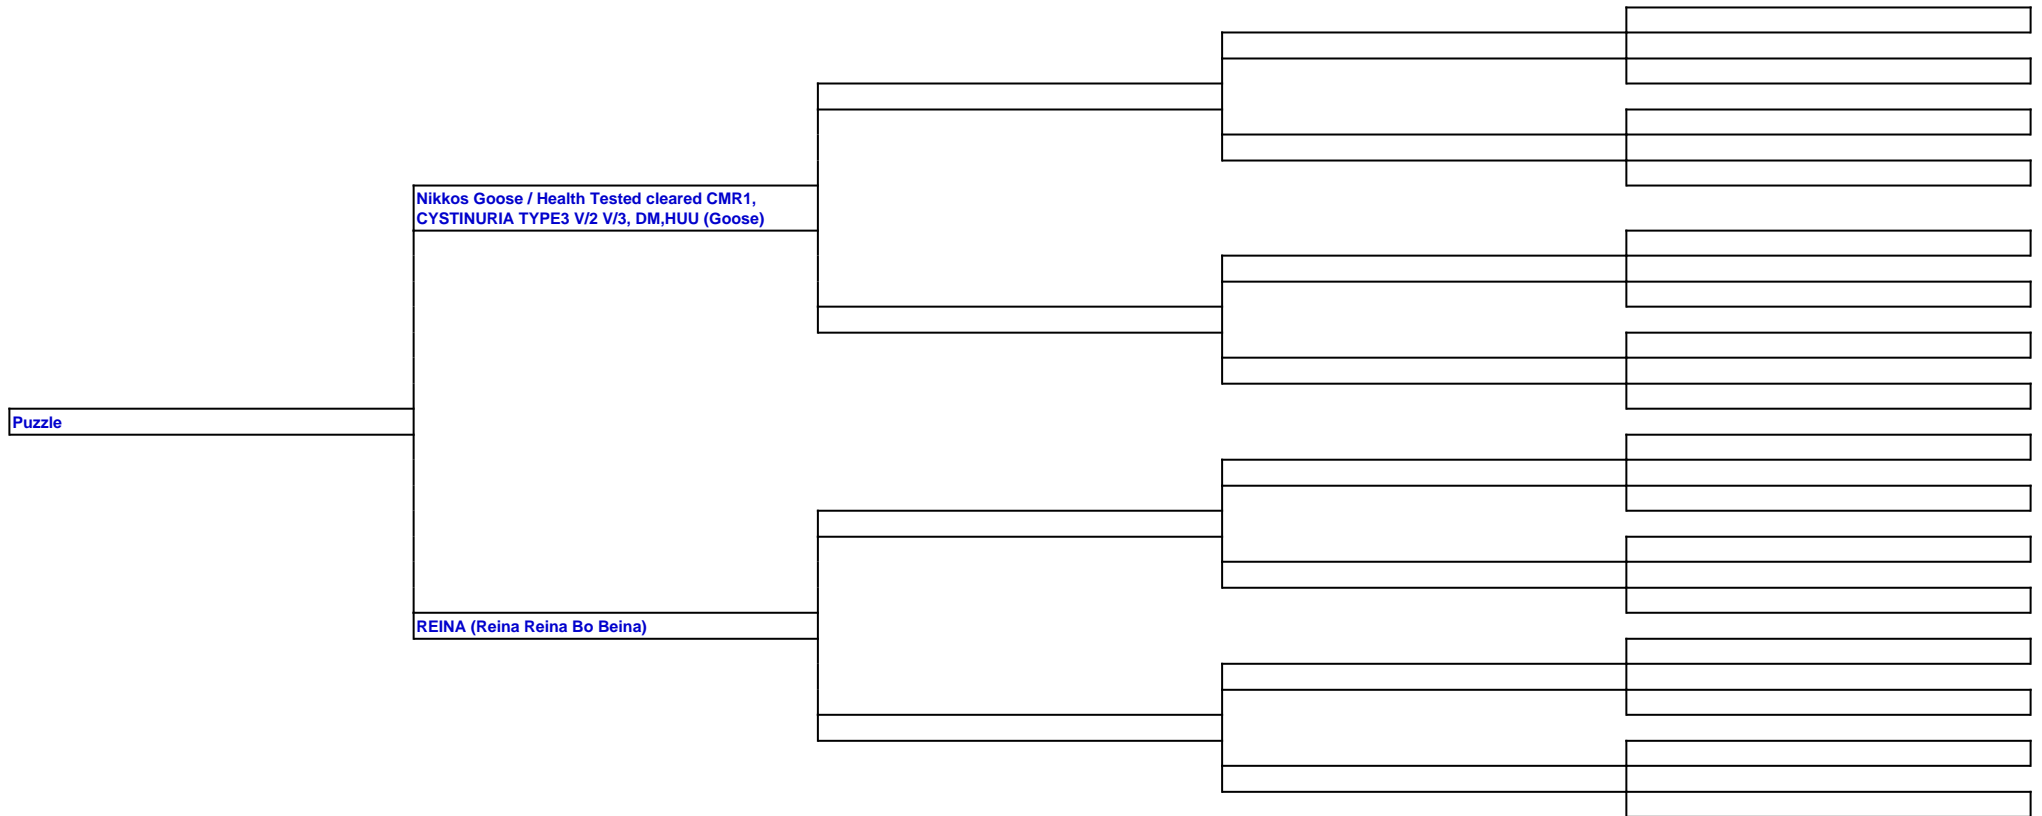 Nikkos Goose / Health Tested cleared CMR1,
CYSTINURIA TYPE3 V/2 V/3, DM,HUU (Goose)
Puzzle
REINA (Reina Reina Bo Beina)